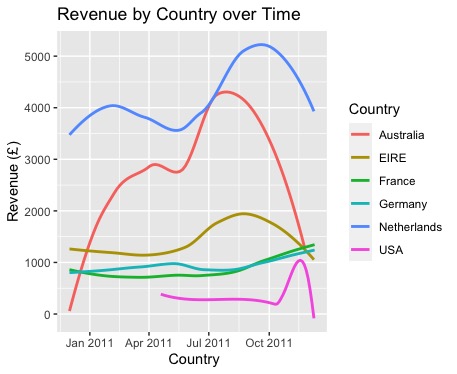 Revenue by Country over Time
Revenue (£)
5000
4000
3000
2000
1000
0
Jan 2011 Apr 2011 Jul 2011 Oct 2011
Country
Country
Australia
EIRE
France
Germany
Netherlands
USA